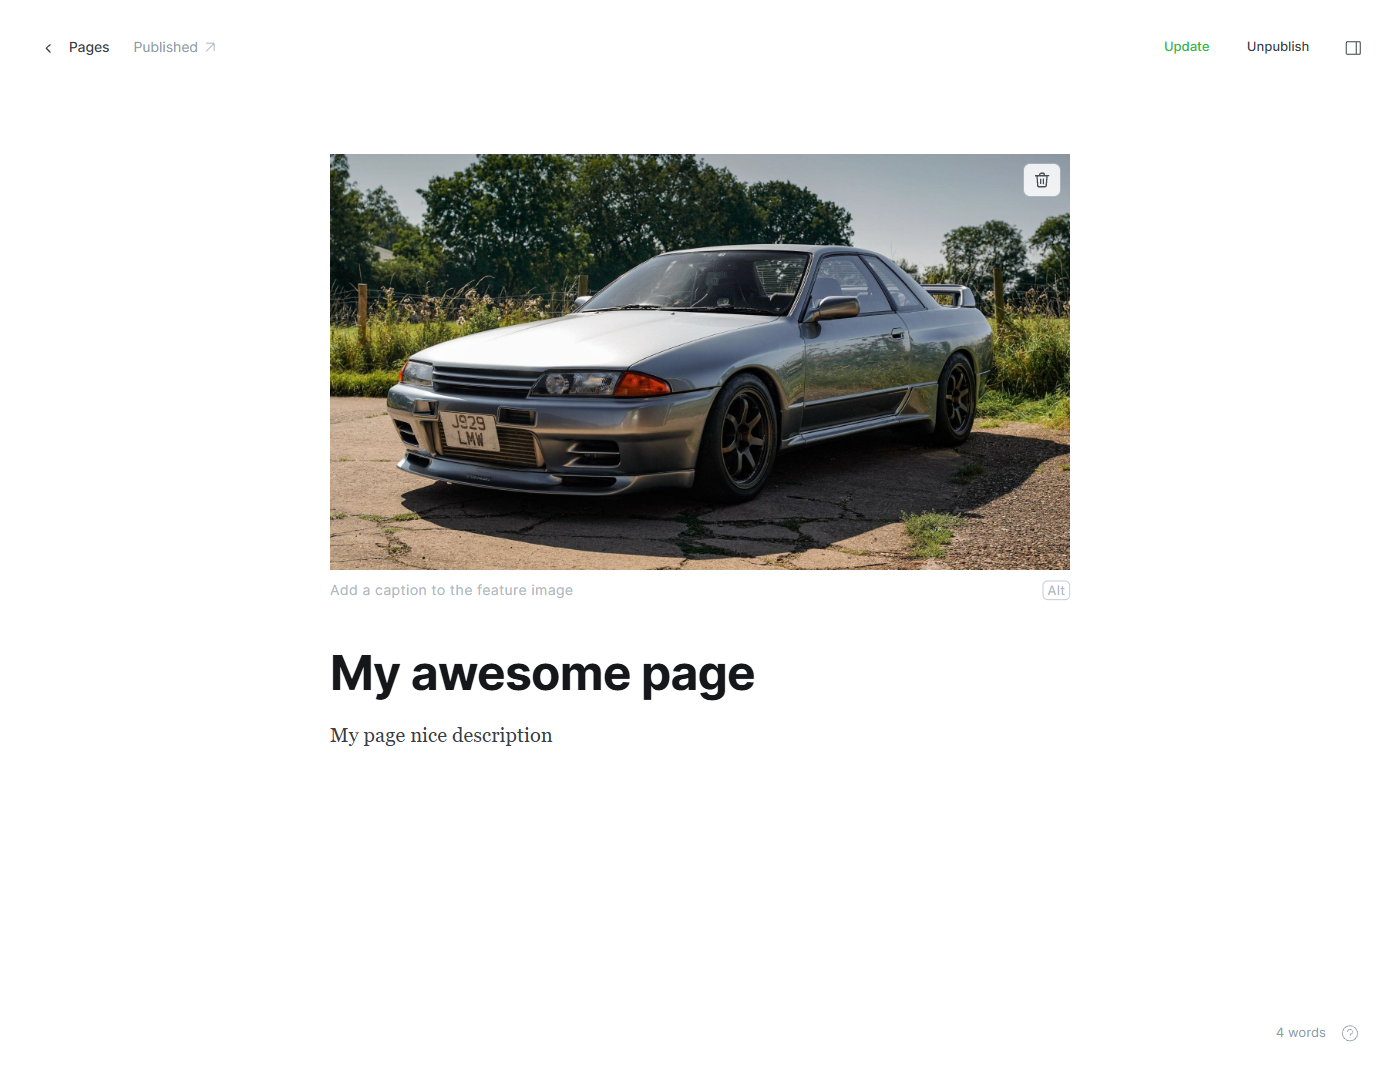 Pages
Published
Update
Unpublish
J929
LMW
Add a caption to the feature image
Alt
My awesome page
My page nice description
4 words